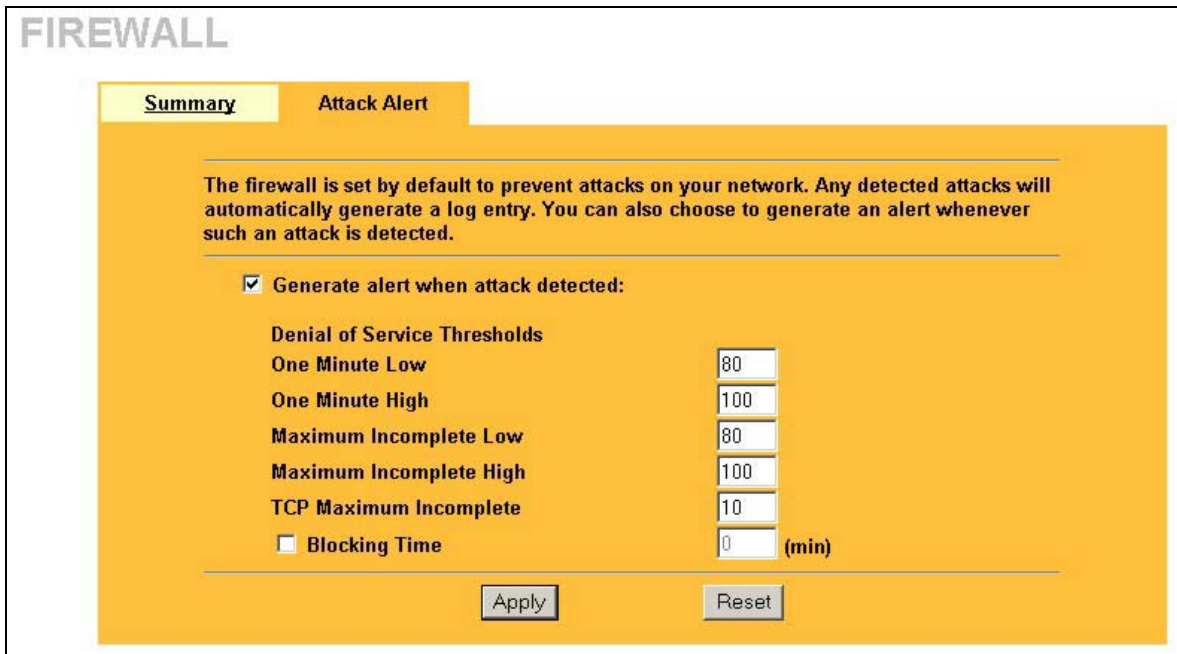 FIREWALL
Summary Attack Alert
The firewall is set by default to prevent attacks on your network. Any detected attacks will
automatically generate a log entry. You can also choose to generate an alert whenever
such an attack is detected.
Generate alert when attack detected:
Denial of Service Thresholds
One Minute Low 80
One Minute High 100
Maximum Incomplete Low 80
Maximum Incomplete High 100
TCP Maximum Incomplete 10
Blocking Time 0 (min)
Apply Reset